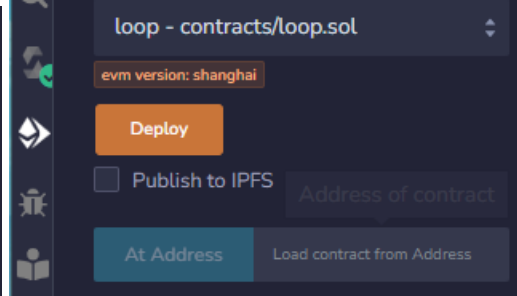 loop - contracts/loop.sol
evm version: shanghai
Deploy
Publish to IPFS
Address of contract
At Address
Load contract from Address